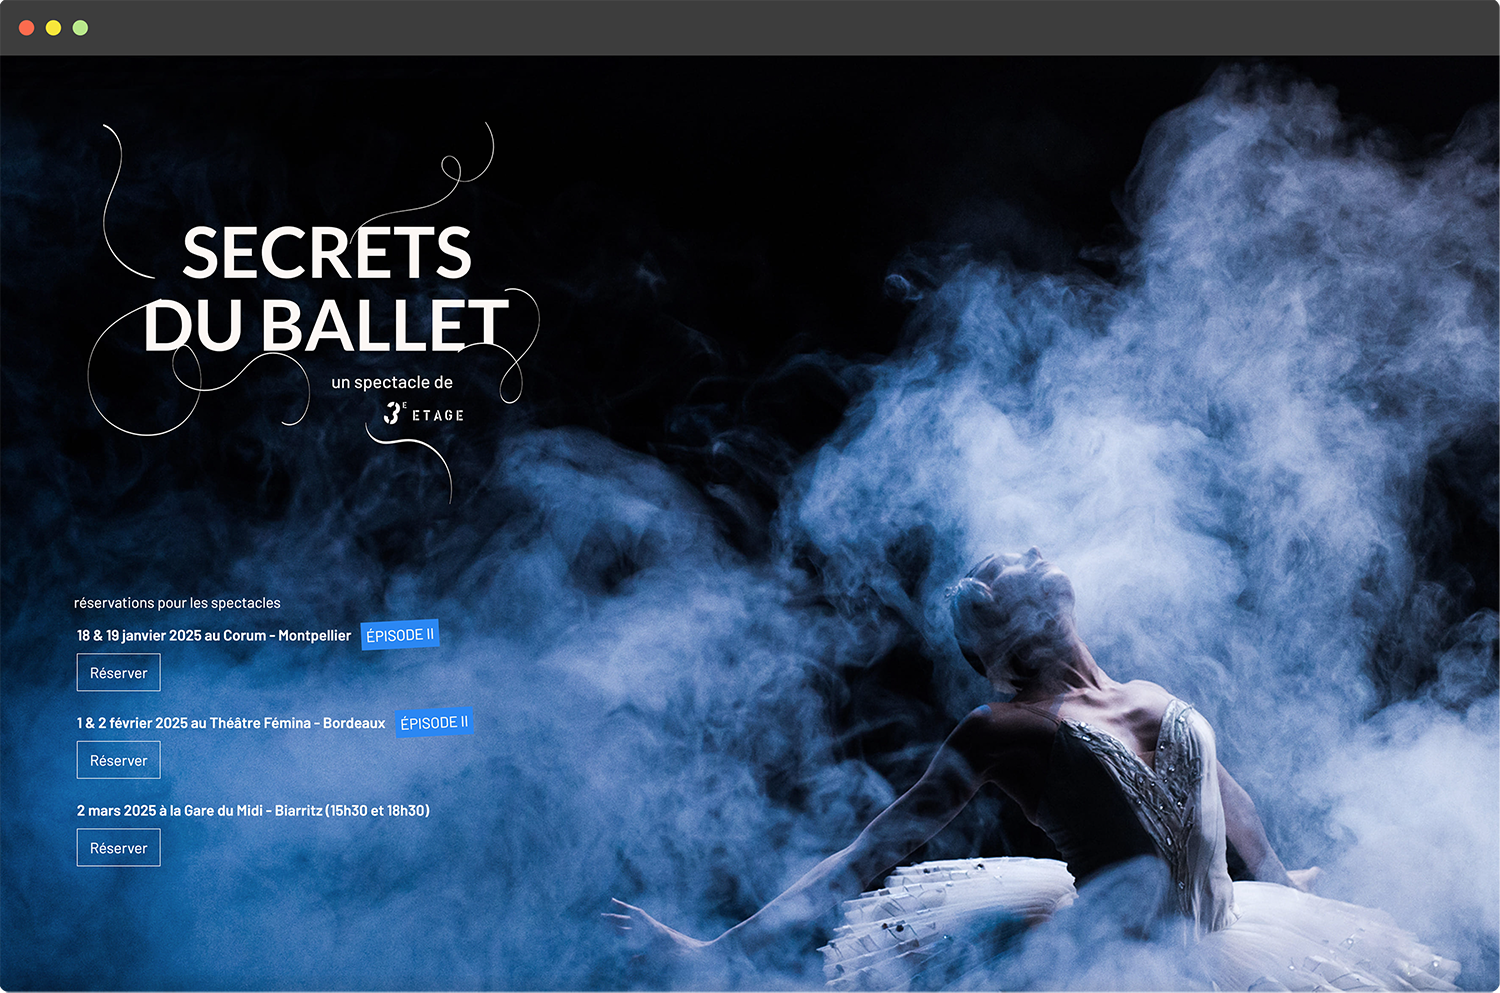 SECRETS
DU BALLET
un spectacle de
3E ETAGE
réservations pour les spectacles
18 & 19 janvier 2025 au Corum - Montpellier ÉPISODE II
Réserver
1 & 2 février 2025 au Théâtre Fémina - Bordeaux ÉPISODE II
Réserver
2 mars 2025 à la Gare du Midi - Biarritz (15h30 et 18h30)
Réserver